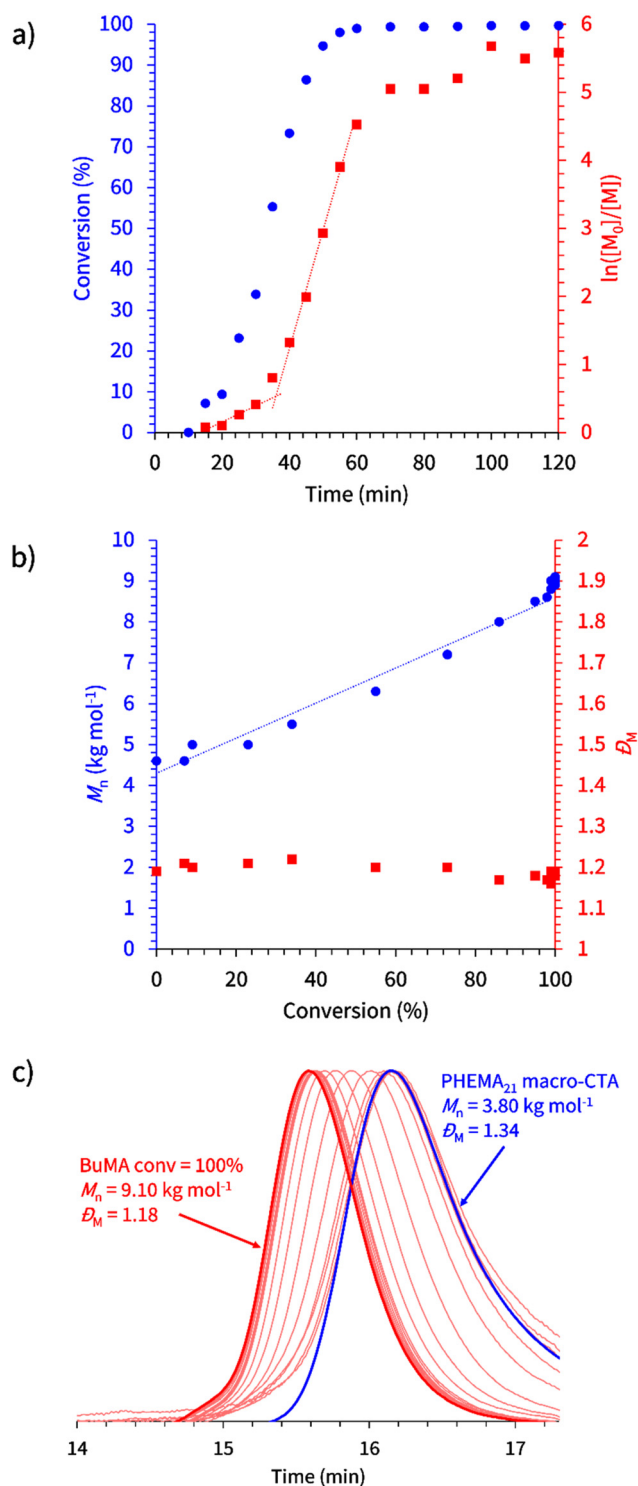 a)
100
90
80
70
60
50
40
30
20
10
0
Conversion (%)
6
5
4
3
2
1
0
ln([M₀]/[M])
0 20 40 60 80 100 120
Time (min)
b)
10
9
8
7
6
5
4
3
2
1
0
Mₙ (kg mol⁻¹)
2
1.9
1.8
1.7
1.6
1.5
1.4
1.3
1.2
1.1
1
Đ_M
0 20 40 60 80 100
Conversion (%)
c)
PHEMA₂₁ macro-CTA
Mₙ = 3.80 kg mol⁻¹
Đ_M = 1.34
BuMA conv = 100%
Mₙ = 9.10 kg mol⁻¹
Đ_M = 1.18
14 15 16 17
Time (min)